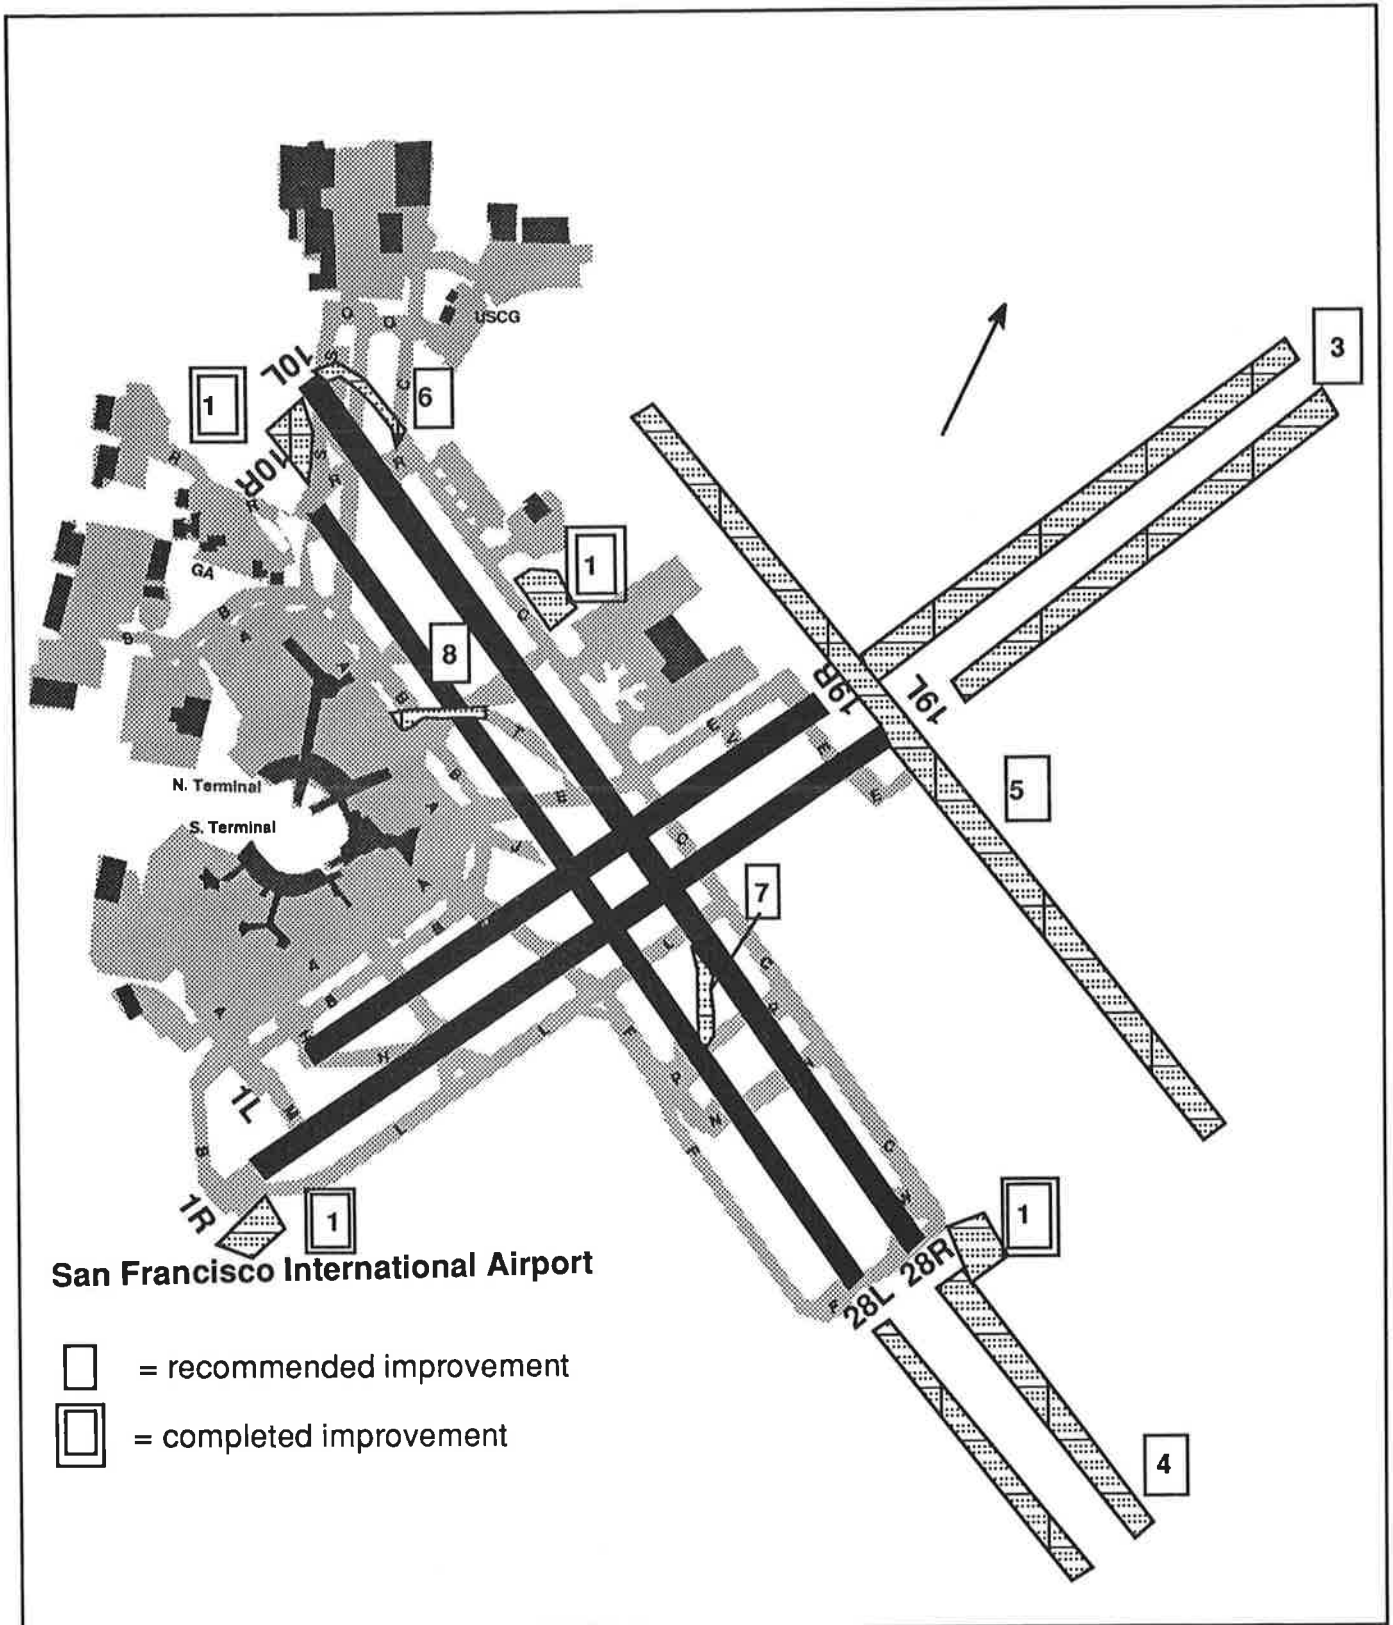 USCG
10L
3
1
6
10R
1
GA
8
19R
19L
N. Terminal
5
S. Terminal
7
1L
1R
1
1
San Francisco International Airport
28R
28L
= recommended improvement
= completed improvement
4